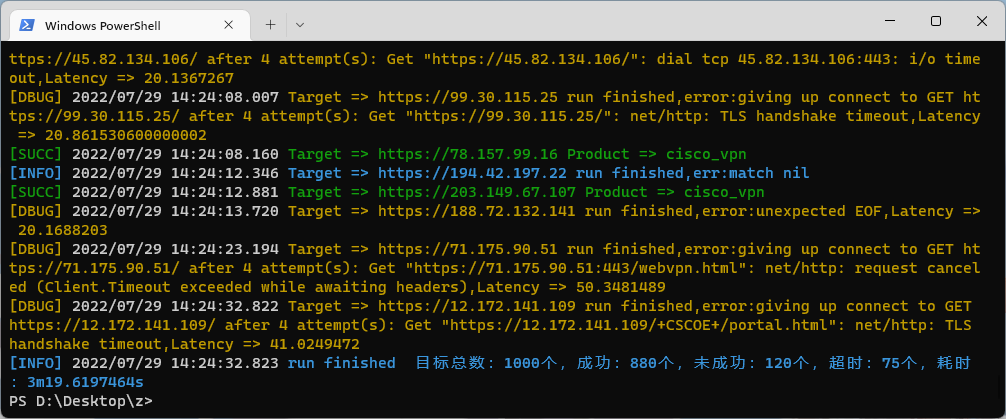 Windows PowerShell
ttps://45.82.134.106/ after 4 attempt(s): Get "https://45.82.134.106/": dial tcp 45.82.134.106:443: i/o time
out,Latency => 20.1367267
[DBUG] 2022/07/29 14:24:08.007 Target => https://99.30.115.25 run finished,error:giving up connect to GET ht
tps://99.30.115.25/ after 4 attempt(s): Get "https://99.30.115.25/": net/http: TLS handshake timeout,Latency
 => 20.861530600000002
[SUCC] 2022/07/29 14:24:08.160 Target => https://78.157.99.16 Product => cisco_vpn
[INFO] 2022/07/29 14:24:12.346 Target => https://194.42.197.22 run finished,err:match nil
[SUCC] 2022/07/29 14:24:12.881 Target => https://203.149.67.107 Product => cisco_vpn
[DBUG] 2022/07/29 14:24:13.720 Target => https://188.72.132.141 run finished,error:unexpected EOF,Latency =>
 20.1688203
[DBUG] 2022/07/29 14:24:23.194 Target => https://71.175.90.51 run finished,error:giving up connect to GET ht
tps://71.175.90.51/ after 4 attempt(s): Get "https://71.175.90.51:443/webvpn.html": net/http: request cancel
ed (Client.Timeout exceeded while awaiting headers),Latency => 50.3481489
[DBUG] 2022/07/29 14:24:32.822 Target => https://12.172.141.109 run finished,error:giving up connect to GET
https://12.172.141.109/ after 4 attempt(s): Get "https://12.172.141.109/+CSCOE+/portal.html": net/http: TLS
handshake timeout,Latency => 41.0249472
[INFO] 2022/07/29 14:24:32.823 run finished  目标总数：1000个，成功：880个，未成功：120个，超时：75个，耗时
：3m19.6197464s
PS D:\Desktop\z>